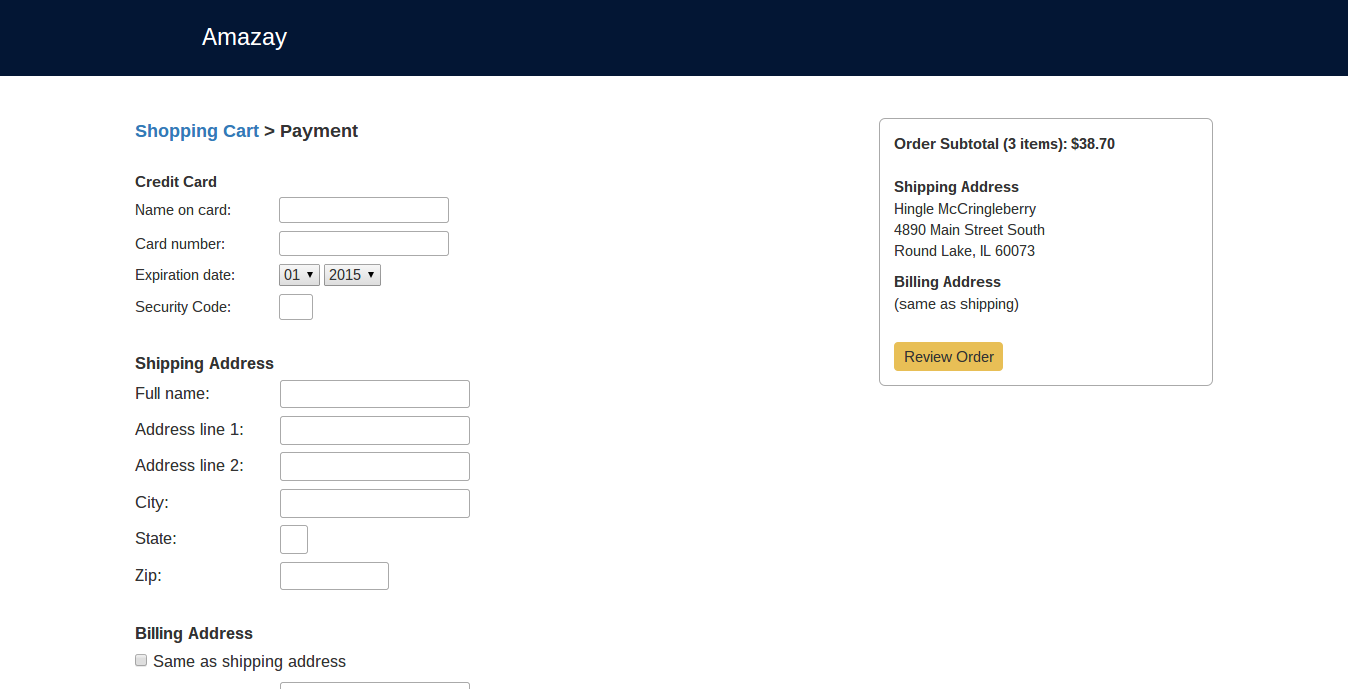 Amazay
Shopping Cart > Payment
Credit Card
Name on card:
Card number:
Expiration date: 01 2015
Security Code:
Shipping Address
Full name:
Address line 1:
Address line 2:
City:
State:
Zip:
Billing Address
Same as shipping address
Order Subtotal (3 items): $38.70
Shipping Address
Hingle McCringleberry
4890 Main Street South
Round Lake, IL 60073
Billing Address
(same as shipping)
Review Order